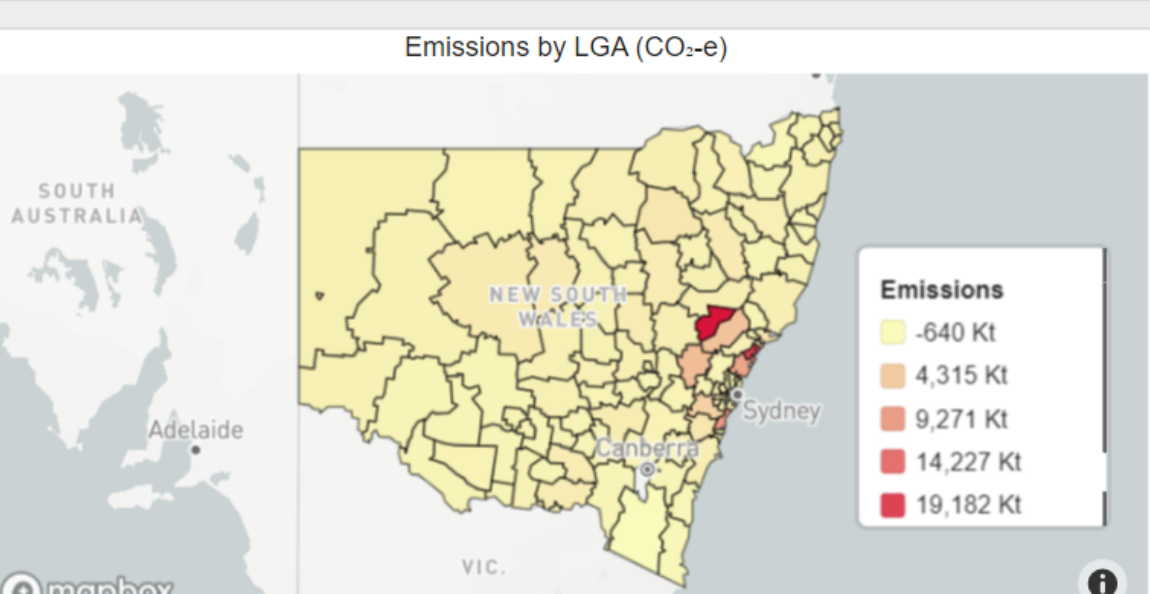 Emissions by LGA (CO₂-e)
SOUTH
AUSTRALIA
NEW SOUTH
WALES
Emissions
-640 Kt
4,315 Kt
9,271 Kt
14,227 Kt
19,182 Kt
Sydney
Adelaide
Canberra
VIC.
mapbox